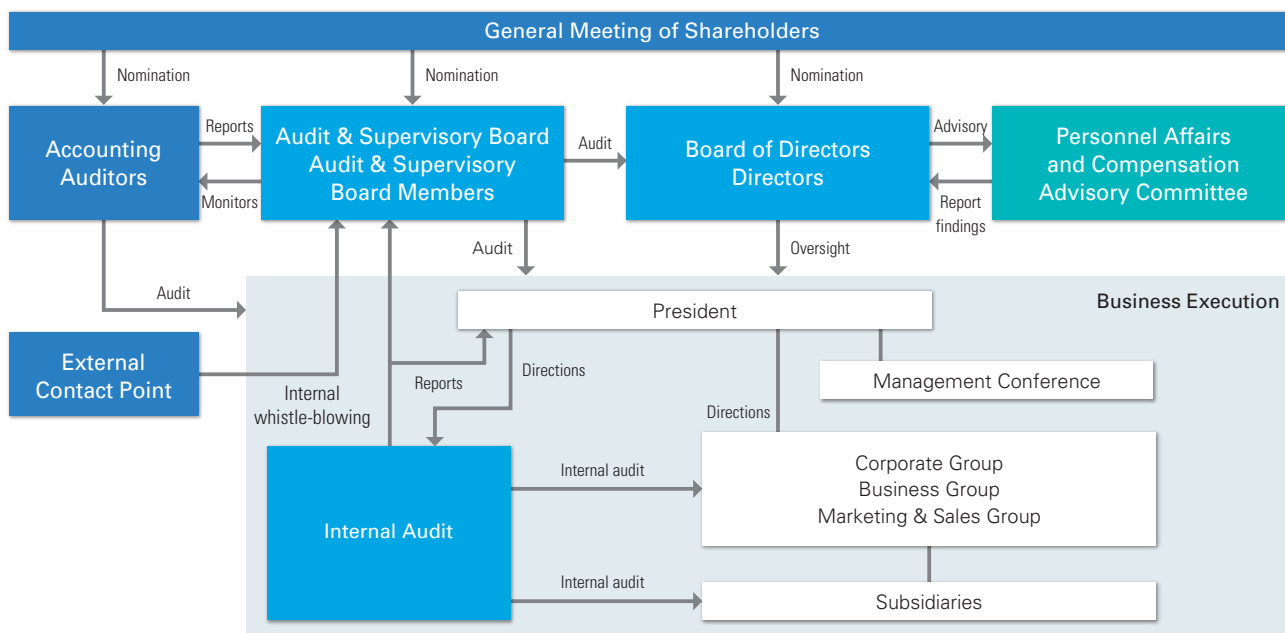 General Meeting of Shareholders
Nomination
Nomination
Nomination
Accounting
Auditors
Reports
Monitors
Audit & Supervisory Board
Audit & Supervisory
Board Members
Audit
Board of Directors
Directors
Advisory
Report
findings
Personnel Affairs
and Compensation
Advisory Committee
Audit
Audit
Oversight
Business Execution
President
External
Contact Point
Internal
whistle-blowing
Reports
Directions
Management Conference
Directions
Internal Audit
Internal audit
Corporate Group
Business Group
Marketing & Sales Group
Internal audit
Subsidiaries